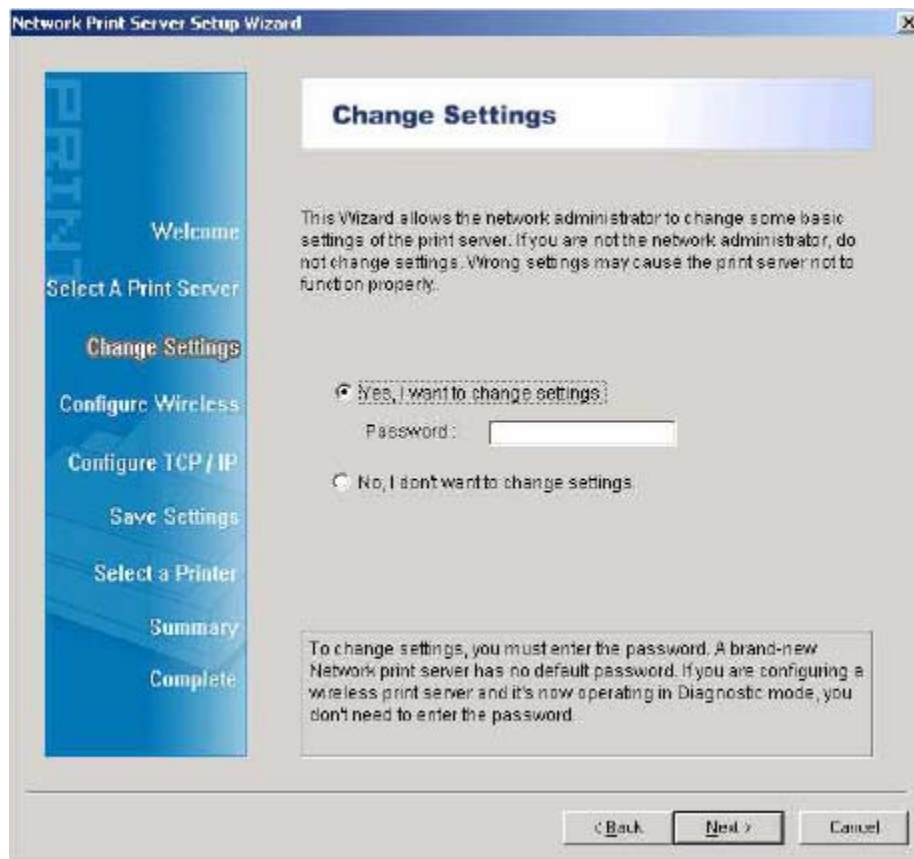 Network Print Server Setup Wizard
PRINT
Welcome
Select A Print Server
Change Settings
Configure Wireless
Configure TCP / IP
Save Settings
Select a Printer
Summary
Complete
Change Settings
This Wizard allows the network administrator to change some basic
settings of the print server. If you are not the network administrator, do
not change settings. Wrong settings may cause the print server not to
function properly.
Yes, I want to change settings.
Password :
No, I don't want to change settings.
To change settings, you must enter the password. A brand-new
Network print server has no default password. If you are configuring a
wireless print server and it's now operating in Diagnostic mode, you
don't need to enter the password.
< Back
Next >
Cancel